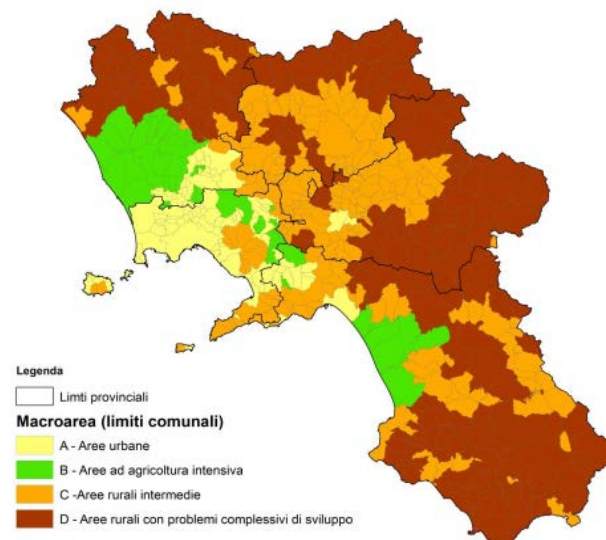 Legenda
Limti provinciali
Macroarea (limiti comunali)
A - Aree urbane
B - Aree ad agricoltura intensiva
C -Aree rurali intermedie
D - Aree rurali con problemi complessivi di sviluppo